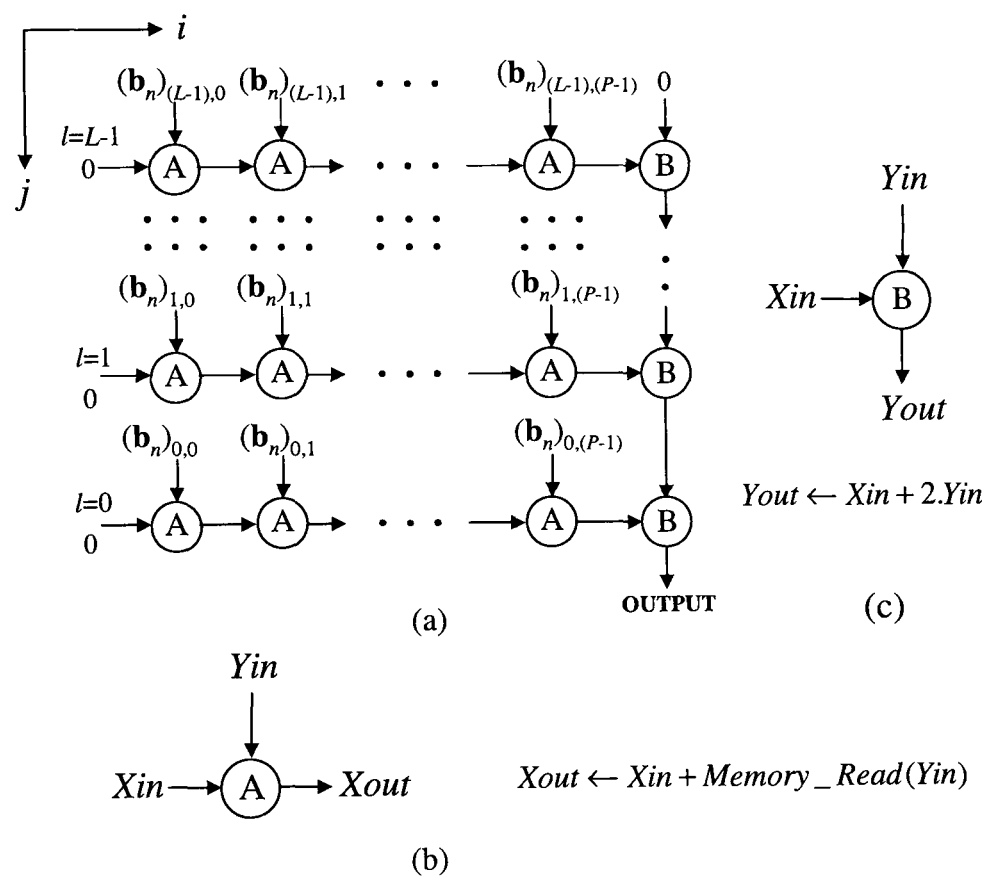 i
j
(b_n)_(L-1),0 (b_n)_(L-1),1 · · · (b_n)_(L-1),(P-1) 0
l=L-1
0 A A A B
(b_n)_1,0 (b_n)_1,1 (b_n)_1,(P-1)
l=1
0 A A · · · A B
(b_n)_0,0 (b_n)_0,1 (b_n)_0,(P-1)
l=0
0 A A · · · A B
OUTPUT
(a)
Yin
Xin B
Yout
Yout ← Xin + 2.Yin
(c)
Yin
Xin A Xout
Xout ← Xin + Memory _ Read(Yin)
(b)